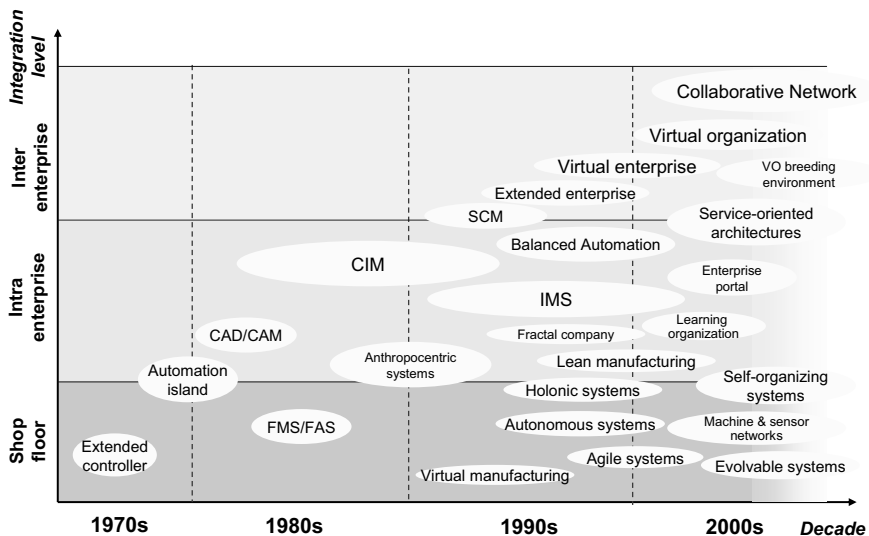 Integration
level
Inter
enterprise
Intra
enterprise
Shop
floor
Collaborative Network
Virtual organization
Virtual enterprise
VO breeding
environment
Extended enterprise
SCM
Service-oriented
architectures
Balanced Automation
CIM
Enterprise
portal
IMS
CAD/CAM
Fractal company
Learning
organization
Anthropocentric
systems
Lean manufacturing
Automation
island
Holonic systems
Self-organizing
systems
FMS/FAS
Autonomous systems
Machine & sensor
networks
Extended
controller
Agile systems
Evolvable systems
Virtual manufacturing
1970s
1980s
1990s
2000s
Decade